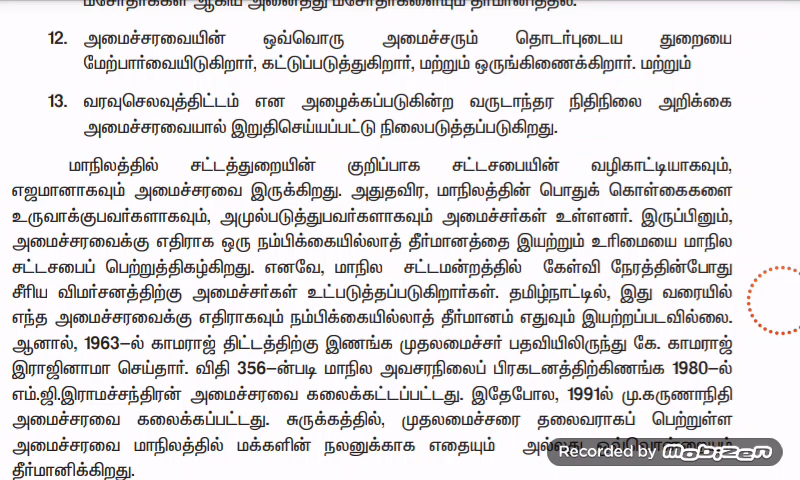 மசோதாக்கள் ஆகிய அனைத்து மசோதாக்களையும் தீர்மானித்தல்.
12. அமைச்சரவையின் ஒவ்வொரு அமைச்சரும் தொடர்புடைய துறையை
மேற்பார்வையிடுகிறார், கட்டுப்படுத்துகிறார், மற்றும் ஒருங்கிணைக்கிறார். மற்றும்
13. வரவுசெலவுத்திட்டம் என அழைக்கப்படுகின்ற வருடாந்தர நிதிநிலை அறிக்கை
அமைச்சரவையால் இறுதிசெய்யப்பட்டு நிலைபடுத்தப்படுகிறது.
மாநிலத்தில் சட்டத்துறையின் குறிப்பாக சட்டசபையின் வழிகாட்டியாகவும்,
எஜமானாகவும் அமைச்சரவை இருக்கிறது. அதுதவிர, மாநிலத்தின் பொதுக் கொள்கைகளை
உருவாக்குபவர்களாகவும், அமுல்படுத்துபவர்களாகவும் அமைச்சர்கள் உள்ளனர். இருப்பினும்,
அமைச்சரவைக்கு எதிராக ஒரு நம்பிக்கையில்லாத் தீர்மானத்தை இயற்றும் உரிமையை மாநில
சட்டசபைப் பெற்றுத்திகழ்கிறது. எனவே, மாநில சட்டமன்றத்தில் கேள்வி நேரத்தின்போது
சீரிய விமர்சனத்திற்கு அமைச்சர்கள் உட்படுத்தப்படுகிறார்கள். தமிழ்நாட்டில், இது வரையில்
எந்த அமைச்சரவைக்கு எதிராகவும் நம்பிக்கையில்லாத் தீர்மானம் எதுவும் இயற்றப்படவில்லை.
ஆனால், 1963–ல் காமராஜ் திட்டத்திற்கு இணங்க முதலமைச்சர் பதவியிலிருந்து கே. காமராஜ்
இராஜினாமா செய்தார். விதி 356–ன்படி மாநில அவசரநிலைப் பிரகடனத்திற்கிணங்க 1980–ல்
எம்.ஜி.இராமச்சந்திரன் அமைச்சரவை கலைக்கட்டப்பட்டது. இதேபோல, 1991ல் மு.கருணாநிதி
அமைச்சரவை கலைக்கப்பட்டது. சுருக்கத்தில், முதலமைச்சரை தலைவராகப் பெற்றுள்ள
அமைச்சரவை மாநிலத்தில் மக்களின் நலனுக்காக எதையும்
தீர்மானிக்கிறது.
Recorded by mobizen